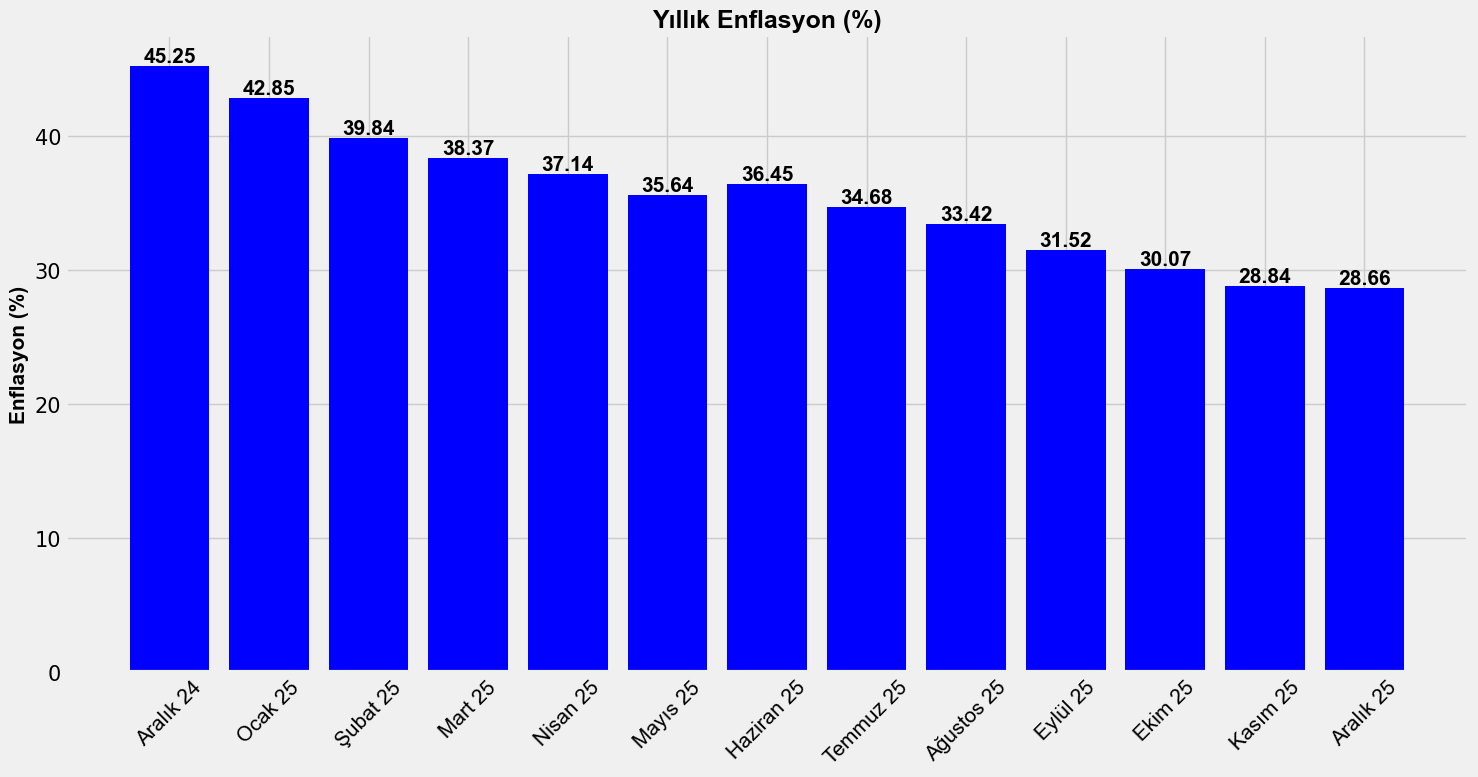 Yıllık Enflasyon (%)
Enflasyon (%)
40
30
20
10
0
45.25
42.85
39.84
38.37
37.14
35.64
36.45
34.68
33.42
31.52
30.07
28.84
28.66
Aralık 24
Ocak 25
Şubat 25
Mart 25
Nisan 25
Mayıs 25
Haziran 25
Temmuz 25
Ağustos 25
Eylül 25
Ekim 25
Kasım 25
Aralık 25